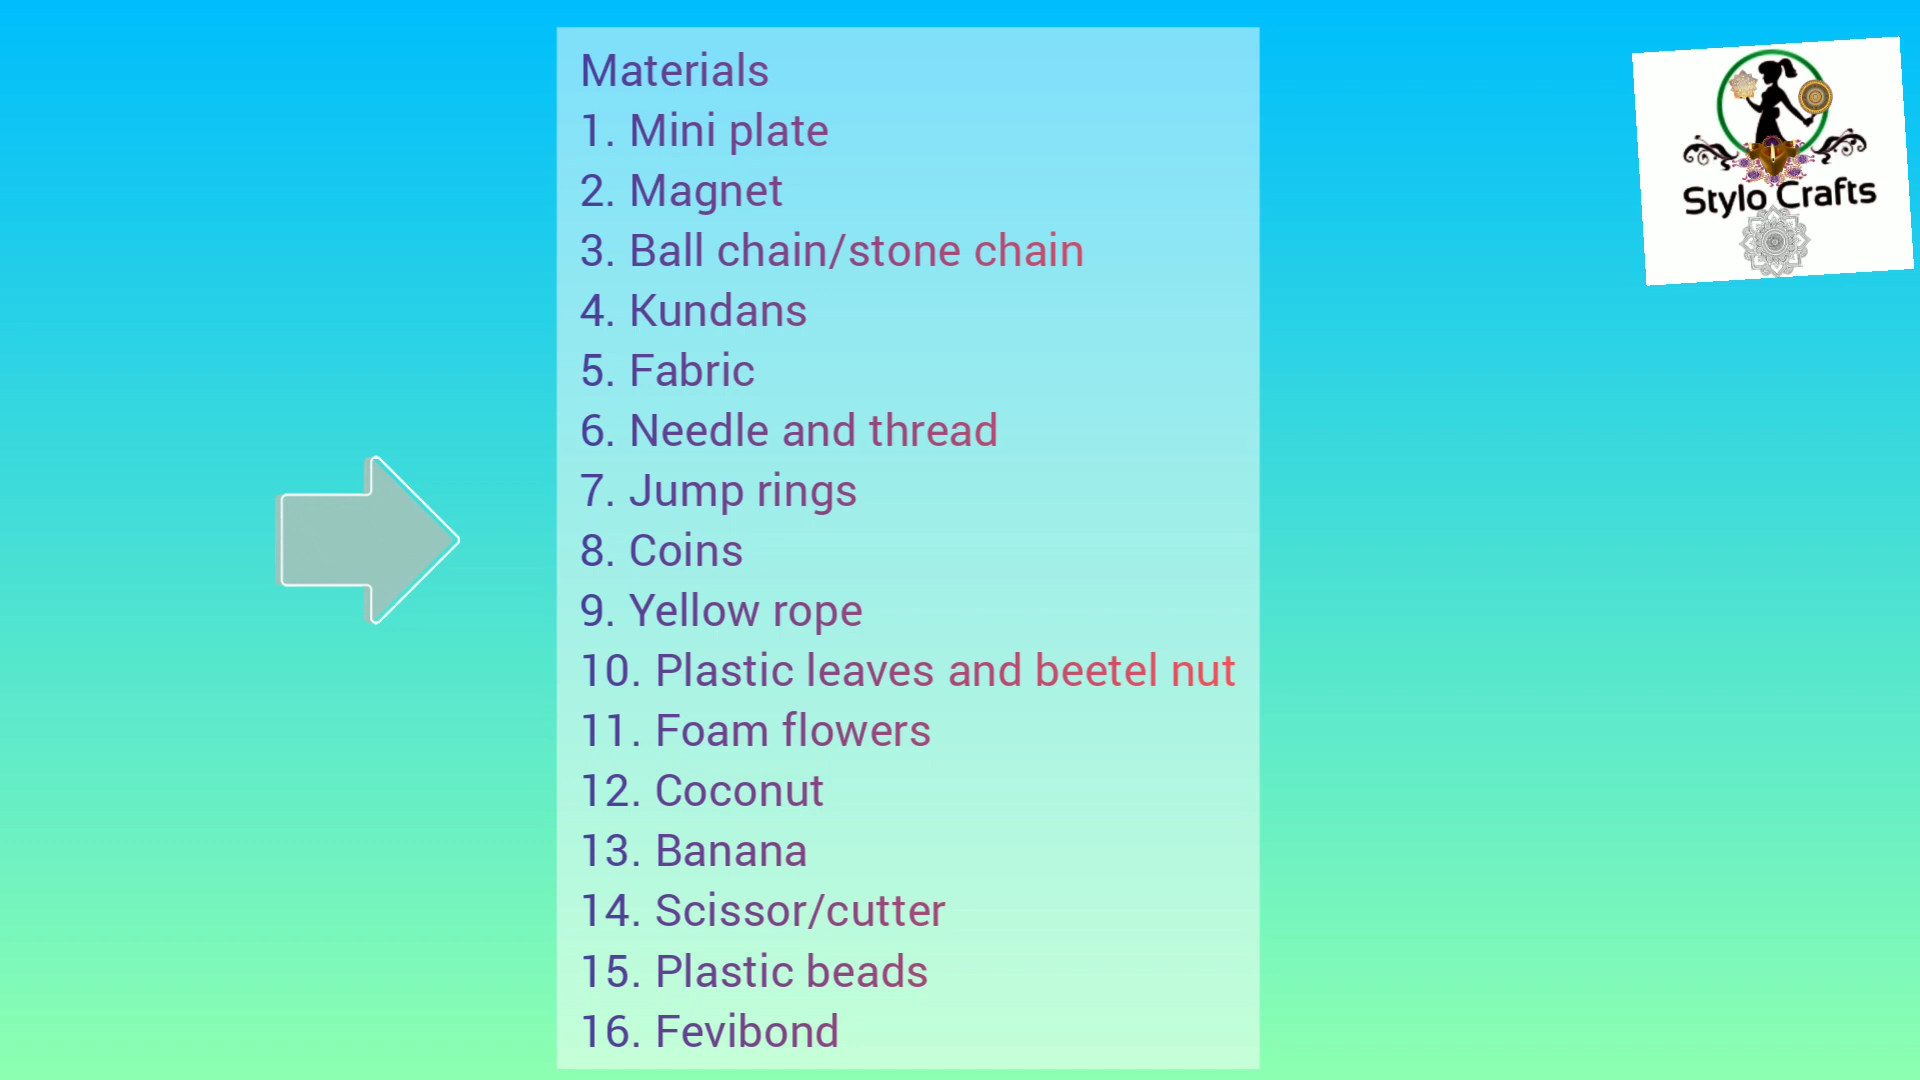 Materials
1. Mini plate
2. Magnet
3. Ball chain/stone chain
4. Kundans
5. Fabric
6. Needle and thread
7. Jump rings
8. Coins
9. Yellow rope
10. Plastic leaves and beetel nut
11. Foam flowers
12. Coconut
13. Banana
14. Scissor/cutter
15. Plastic beads
16. Fevibond
Stylo Crafts